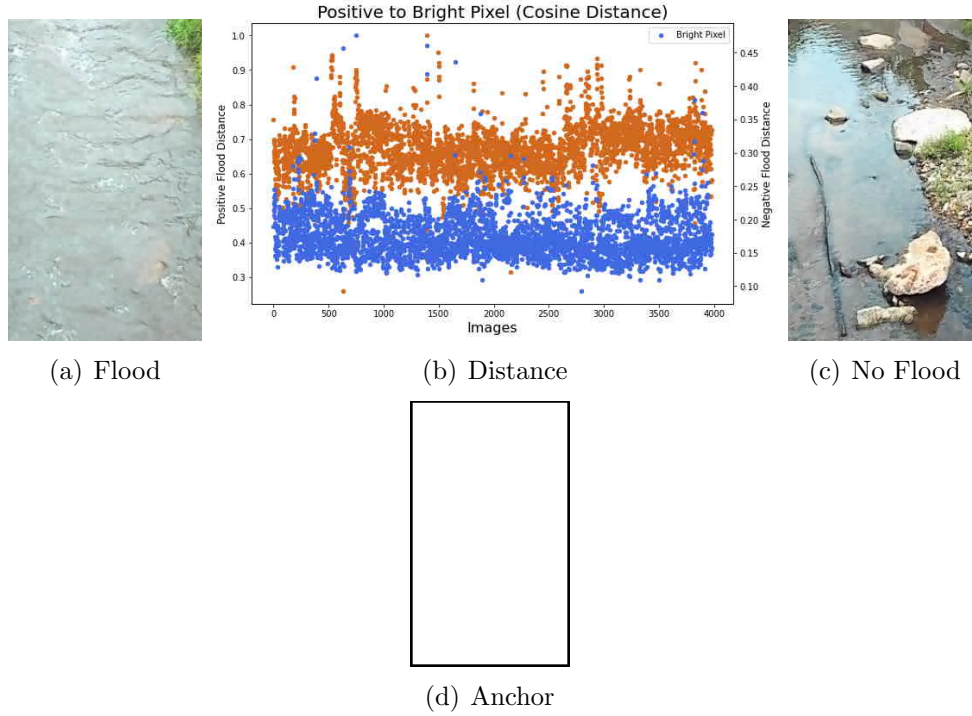 Positive to Bright Pixel (Cosine Distance)
Bright Pixel
1.0
0.9
0.8
0.7
0.6
0.5
0.4
0.3
Positive Flood Distance
0.45
0.40
0.35
0.30
0.25
0.20
0.15
0.10
Negative Flood Distance
0 500 1000 1500 2000 2500 3000 3500 4000
Images
(a) Flood
(b) Distance
(c) No Flood
(d) Anchor